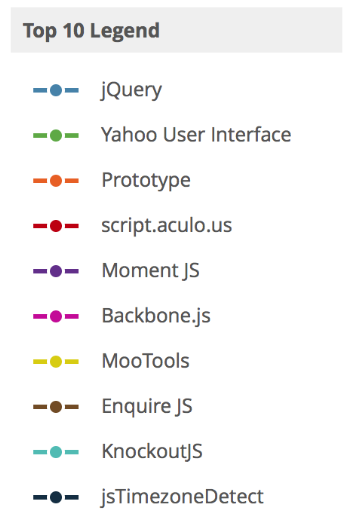 Top 10 Legend
jQuery
Yahoo User Interface
Prototype
script.aculo.us
Moment JS
Backbone.js
MooTools
Enquire JS
KnockoutJS
jsTimezoneDetect